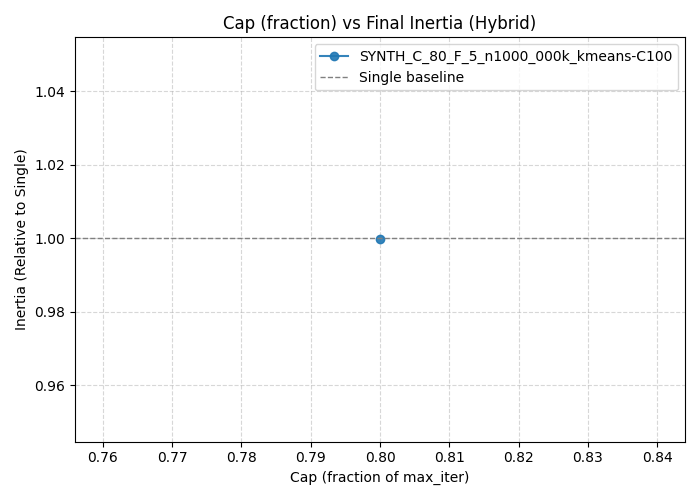 Cap (fraction) vs Final Inertia (Hybrid)
SYNTH_C_80_F_5_n1000_000k_kmeans-C100
Single baseline
Inertia (Relative to Single)
1.04
1.02
1.00
0.98
0.96
0.76 0.77 0.78 0.79 0.80 0.81 0.82 0.83 0.84
Cap (fraction of max_iter)